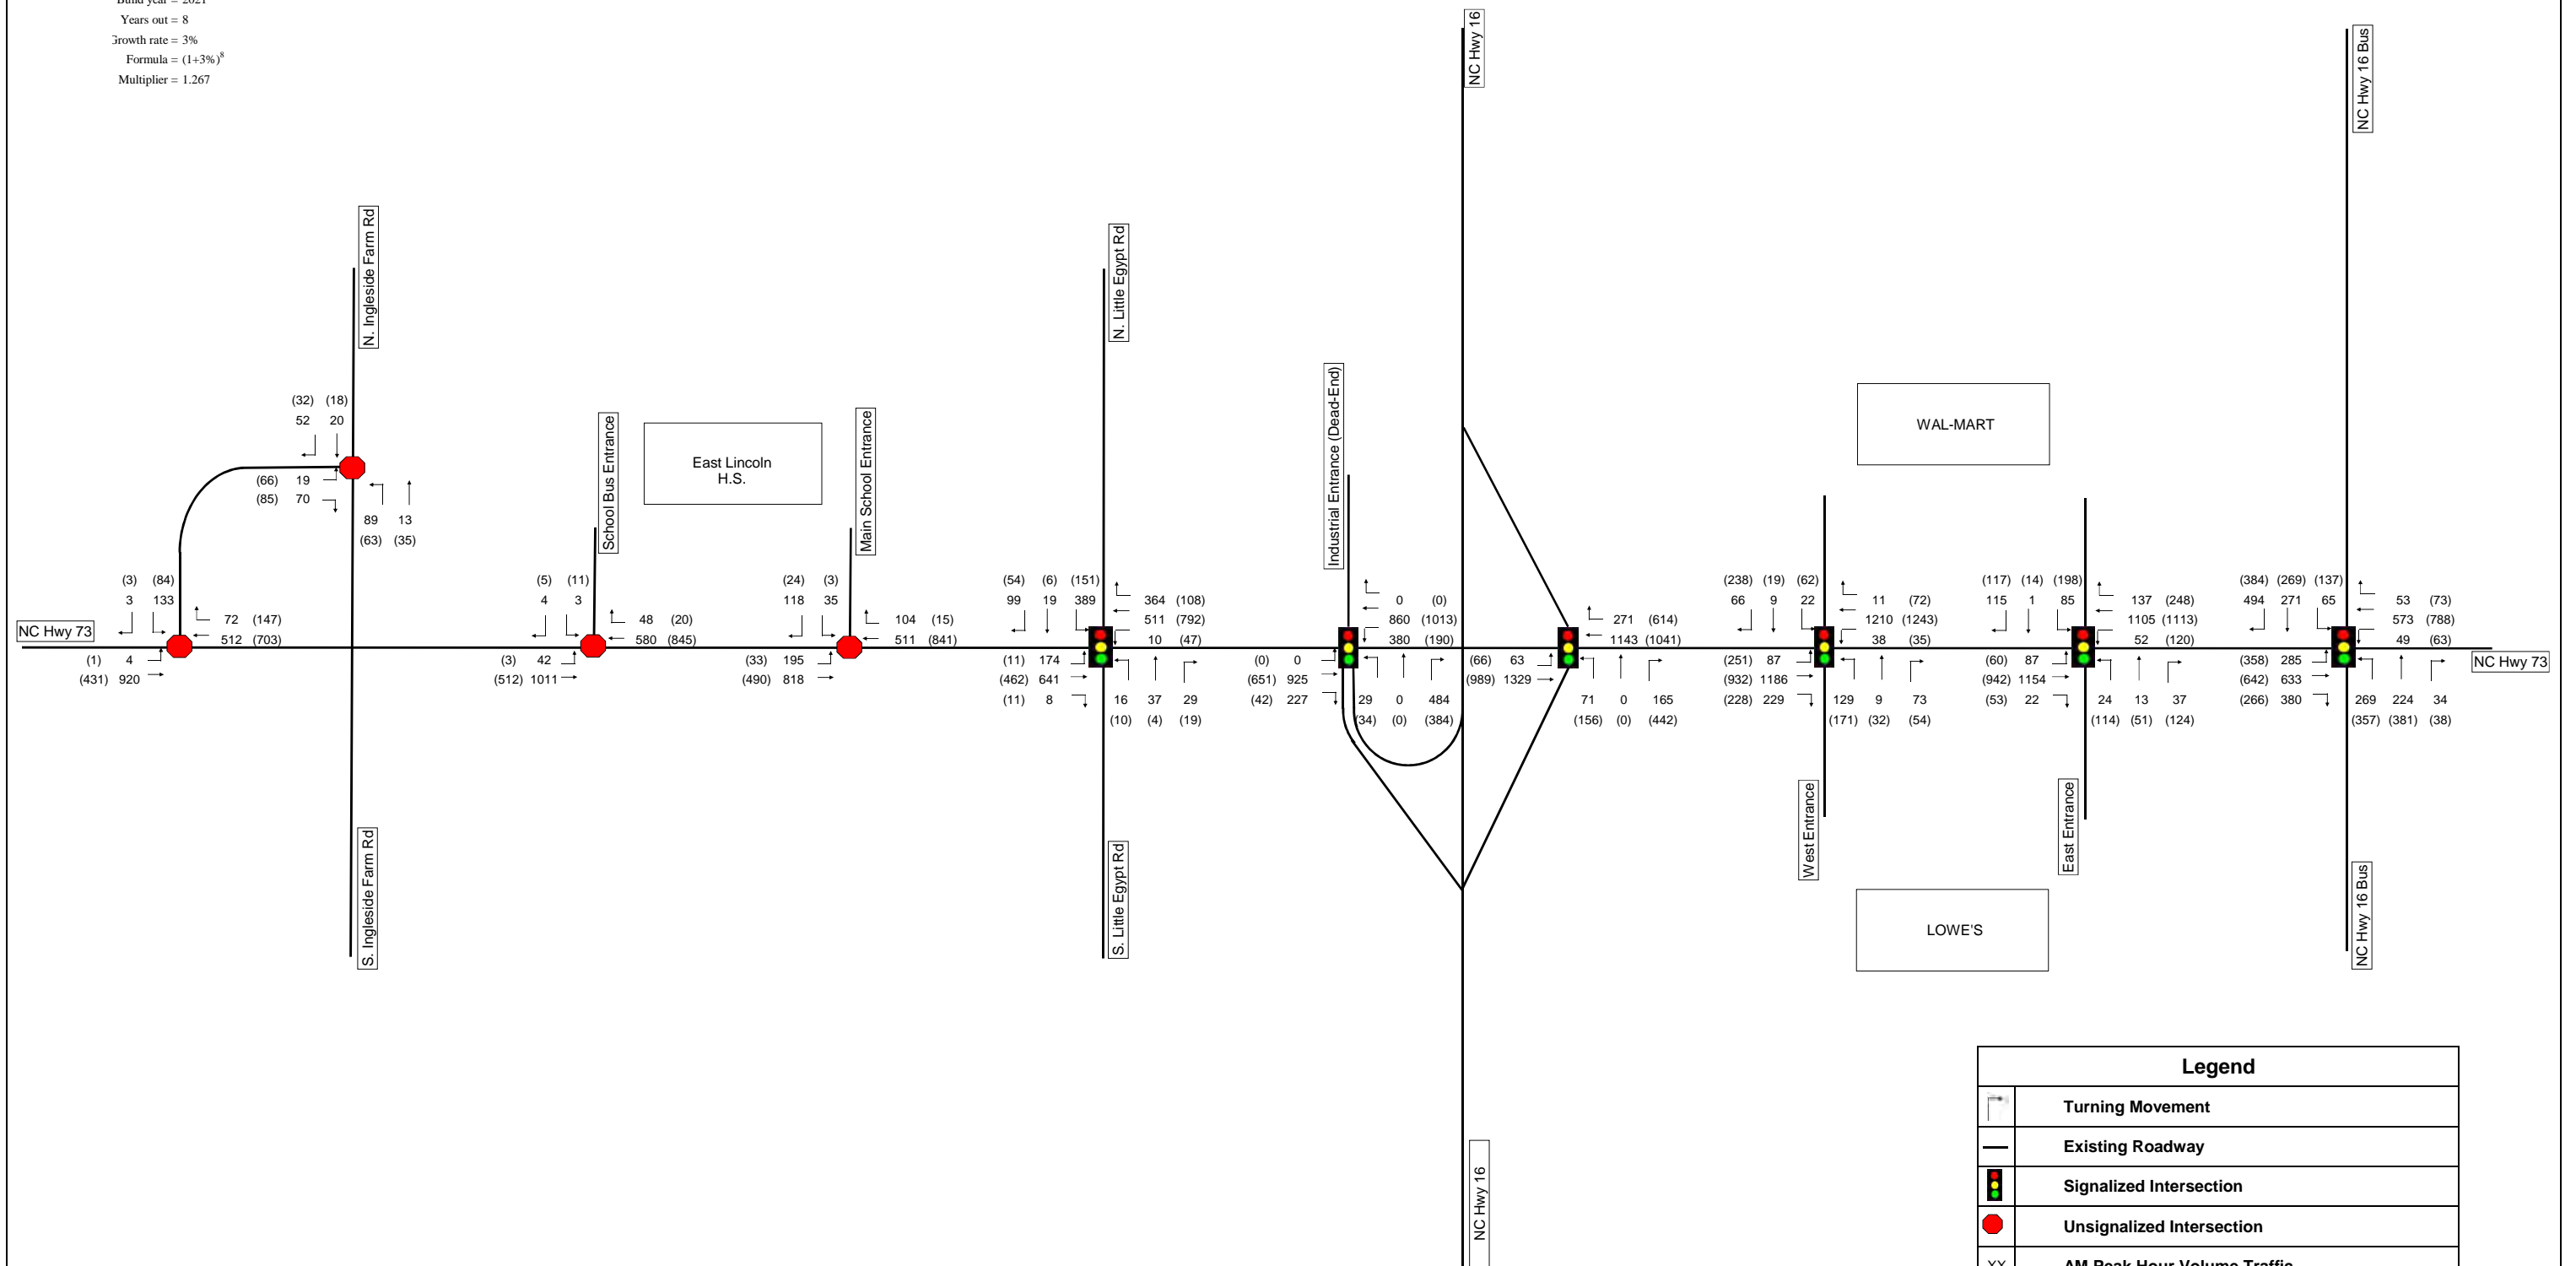 Build year = 2021
Years out = 8
Growth rate = 3%
Formula = (1+3%)8
Multiplier = 1.267
NC Hwy 16
NC Hwy 16 Bus
N. Ingleside Farm Rd
N. Little Egypt Rd
Industrial Entrance (Dead-End)
WAL-MART
(32) (18)
52 20
School Bus Entrance
East Lincoln
H.S.
Main School Entrance
(66) 19
(85) 70
89 13
(63) (35)
(3) (84)
3 133
72 (147)
512 (703)
NC Hwy 73
(1) 4
(431) 920
(5) (11)
4 3
48 (20)
580 (845)
(3) 42
(512) 1011
(24) (3)
118 35
104 (15)
511 (841)
(33) 195
(490) 818
(54) (6) (151)
99 19 389
364 (108)
511 (792)
10 (47)
(11) 174
(462) 641
(11) 8
16 37 29
(10) (4) (19)
0 (0)
860 (1013)
380 (190)
(0) 0
(651) 925
(42) 227
29 0 484
(34) (0) (384)
271 (614)
1143 (1041)
(66) 63
(989) 1329
71 0 165
(156) (0) (442)
(238) (19) (62)
66 9 22
11 (72)
1210 (1243)
38 (35)
(251) 87
(932) 1186
(228) 229
129 9 73
(171) (32) (54)
(117) (14) (198)
115 1 85
137 (248)
1105 (1113)
52 (120)
(60) 87
(942) 1154
(53) 22
24 13 37
(114) (51) (124)
(384) (269) (137)
494 271 65
53 (73)
573 (788)
49 (63)
(358) 285
(642) 633
(266) 380
269 224 34
(357) (381) (38)
NC Hwy 73
S. Ingleside Farm Rd
S. Little Egypt Rd
West Entrance
East Entrance
NC Hwy 16 Bus
LOWE'S
NC Hwy 16
Legend
Turning Movement
Existing Roadway
Signalized Intersection
Unsignalized Intersection
XX AM Peak Hour Volume Traffic